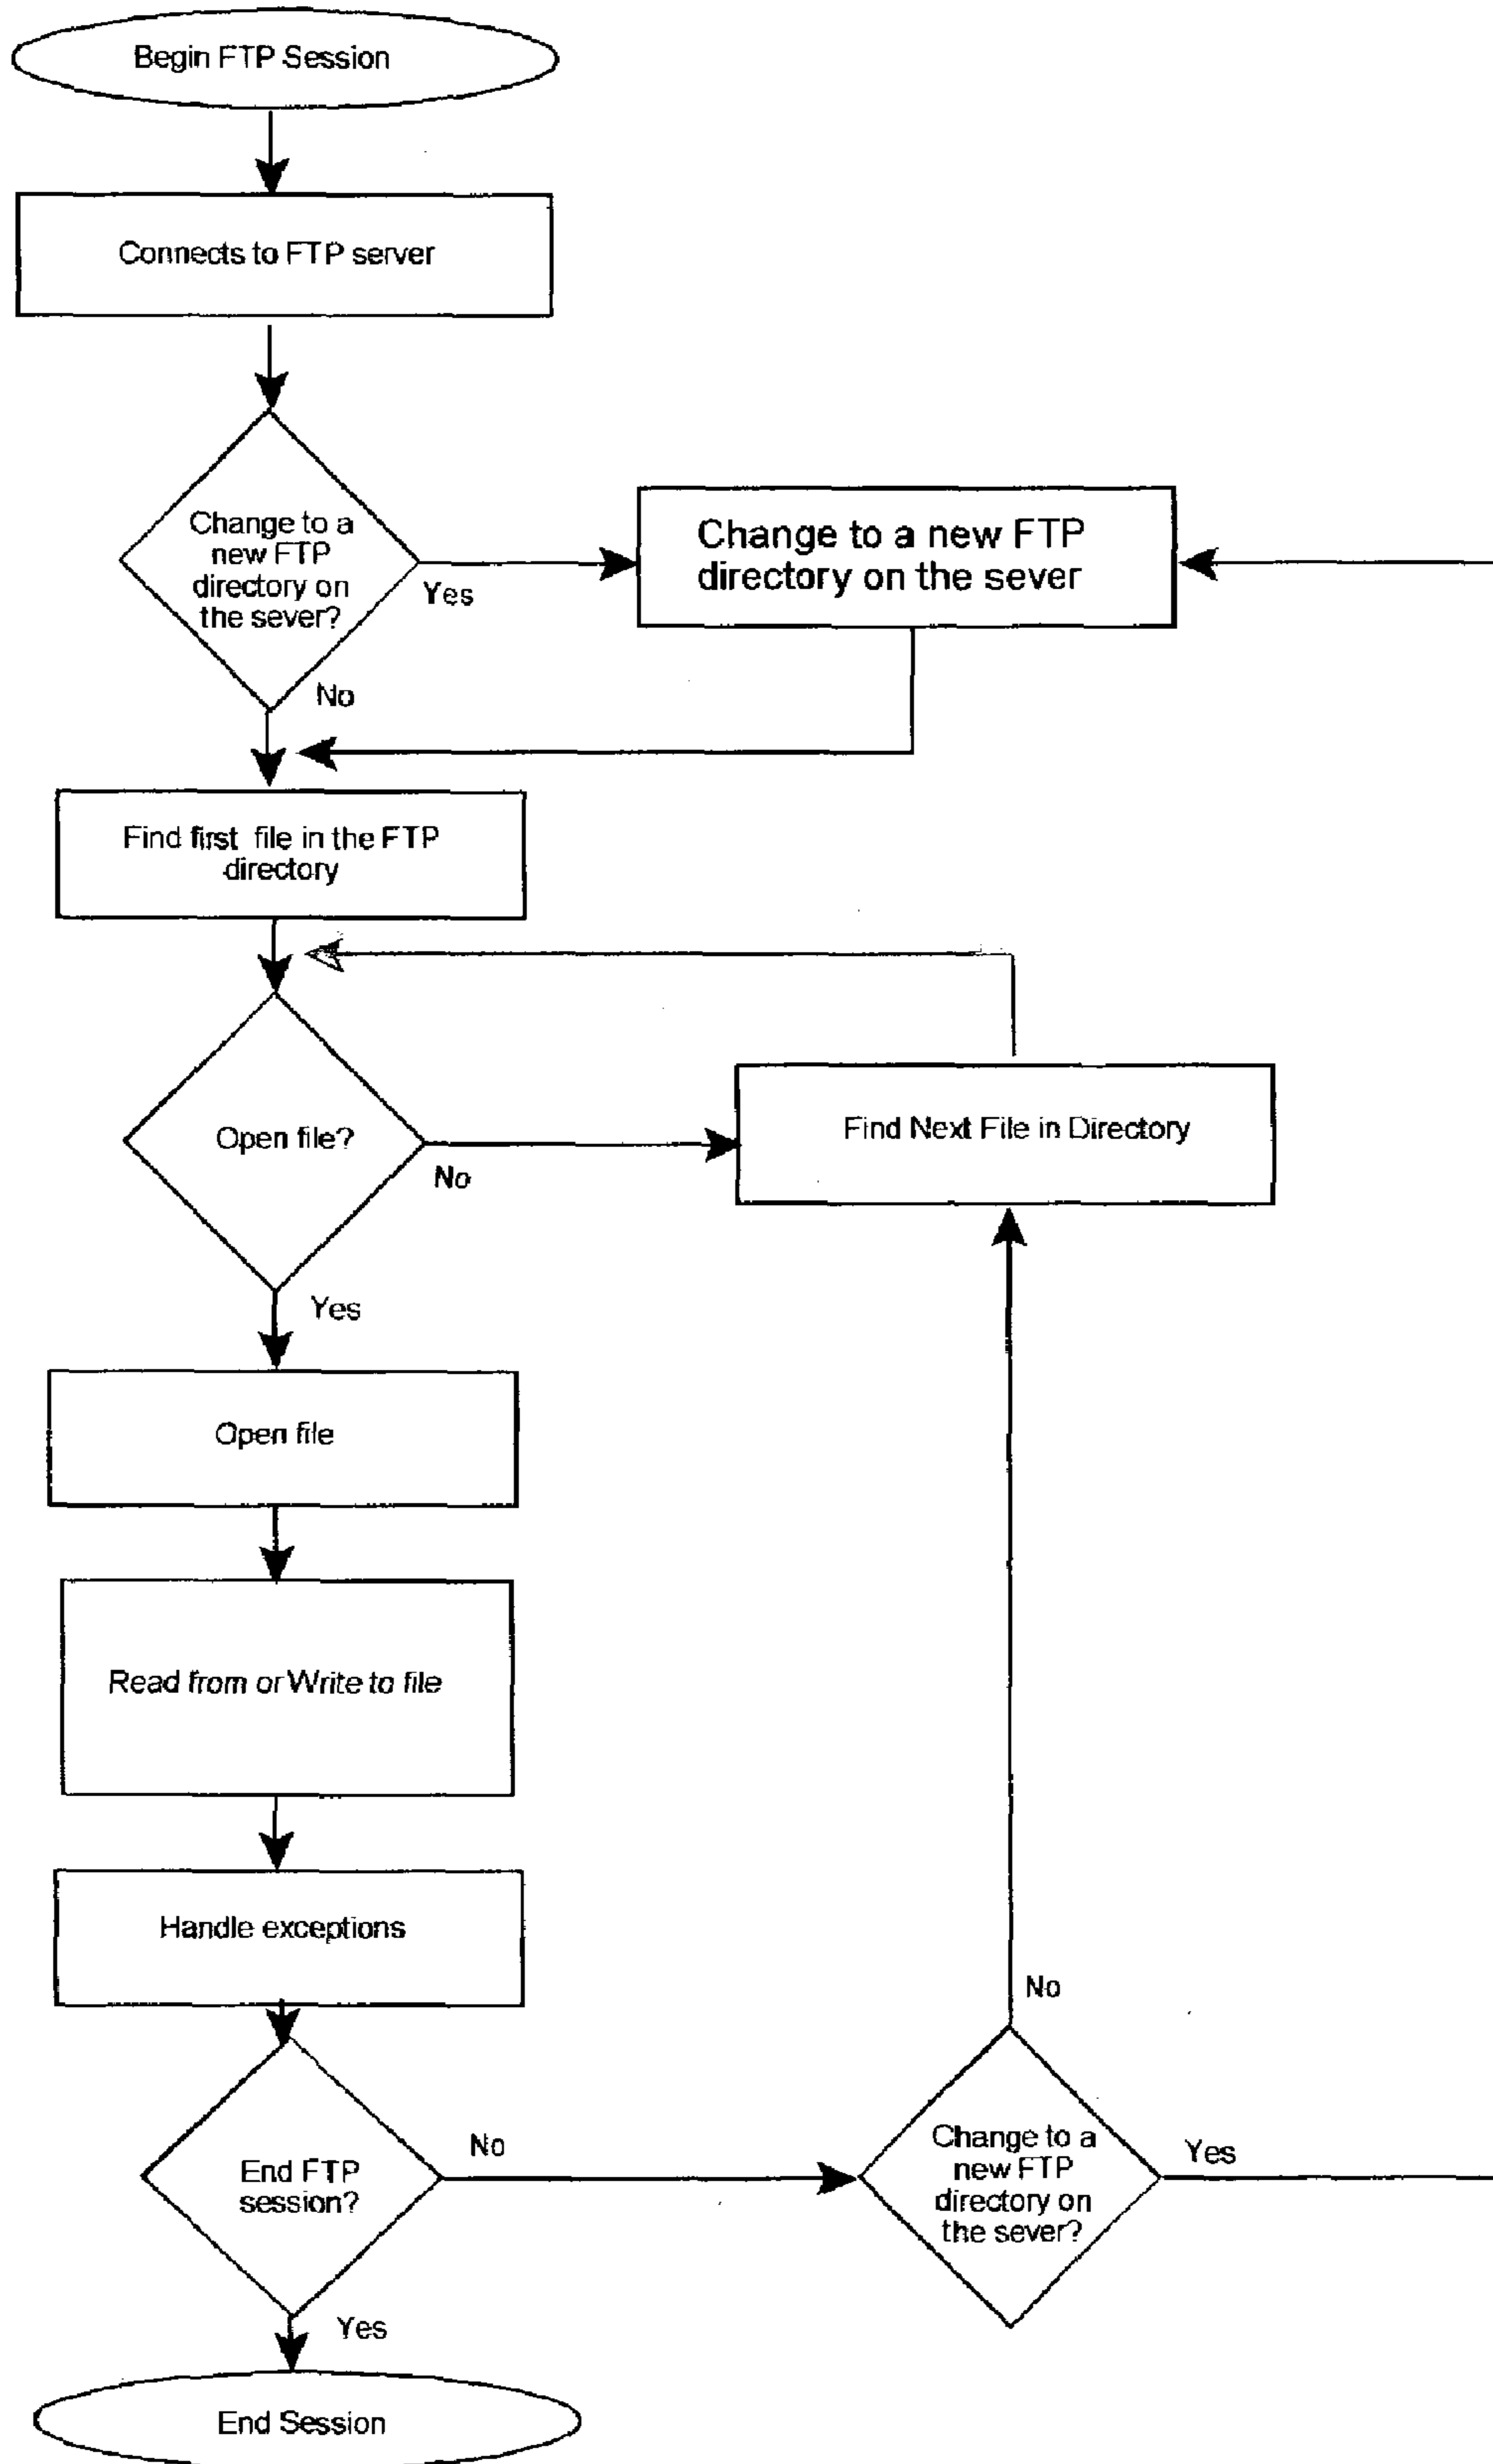 Begin FTP Session
Connects to FTP server
Change to a
new FTP
directory on
the sever?
Yes
No
Change to a new FTP
directory on the sever
Find first file in the FTP
directory
Open file?
No
Yes
Find Next File in Directory
Open file
Read from or Write to file
Handle exceptions
End FTP
session?
No
Yes
Change to a
new FTP
directory on
the sever?
No
Yes
End Session